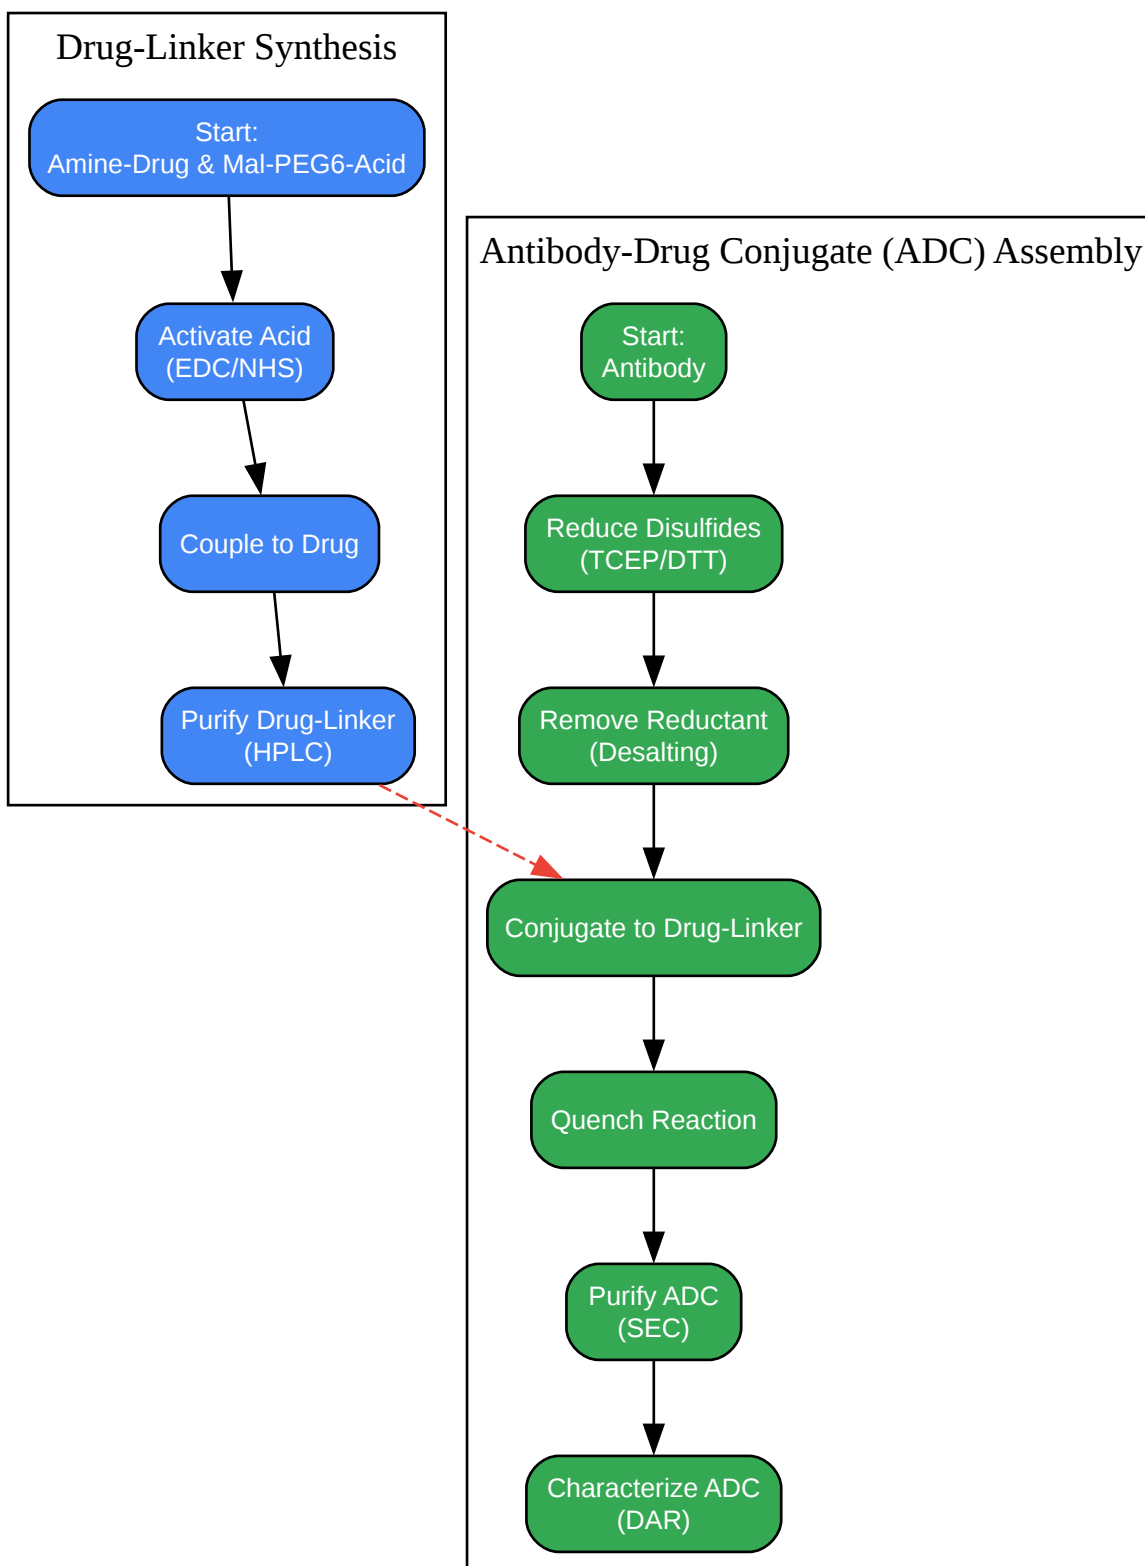 Drug-Linker Synthesis
Start:
Amine-Drug & Mal-PEG6-Acid
Activate Acid
(EDC/NHS)
Couple to Drug
Purify Drug-Linker
(HPLC)
Antibody-Drug Conjugate (ADC) Assembly
Start:
Antibody
Reduce Disulfides
(TCEP/DTT)
Remove Reductant
(Desalting)
Conjugate to Drug-Linker
Quench Reaction
Purify ADC
(SEC)
Characterize ADC
(DAR)